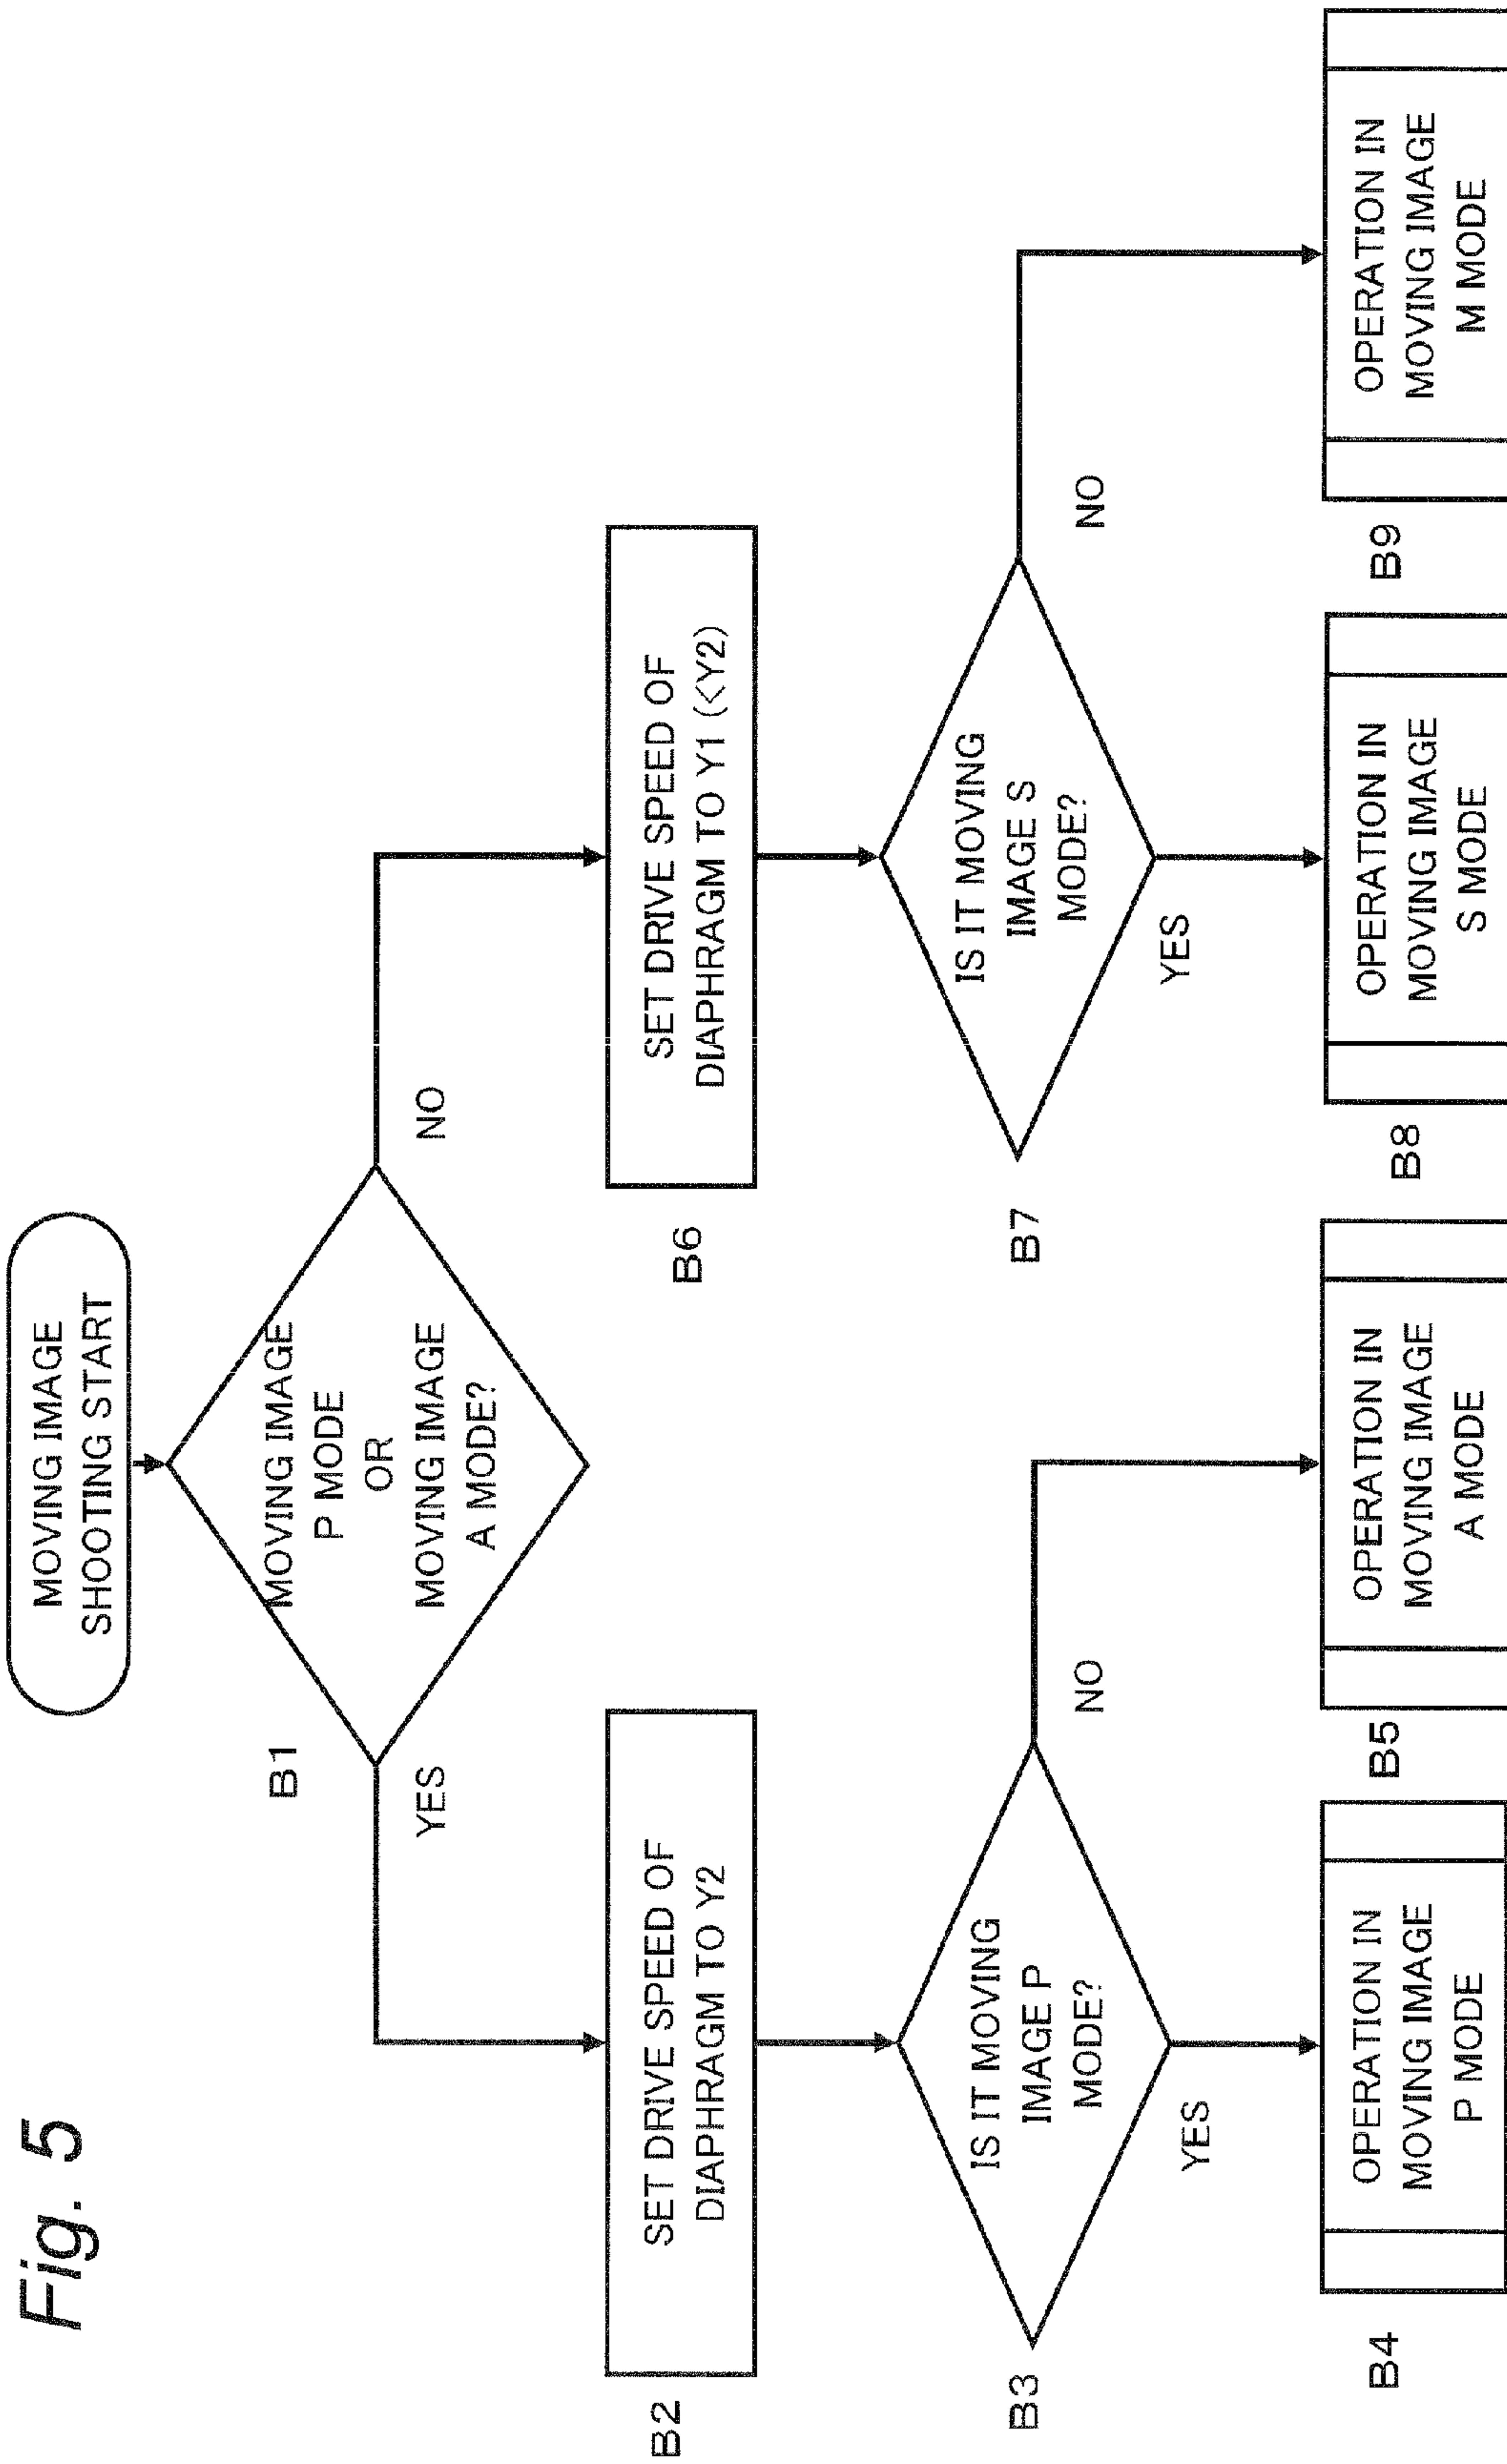 Fig. 5
MOVING IMAGE
SHOOTING START
B1
MOVING IMAGE
P MODE
OR
MOVING IMAGE
A MODE?
YES
NO
B2
SET DRIVE SPEED OF
DIAPHRAGM TO Y2
B6
SET DRIVE SPEED OF
DIAPHRAGM TO Y1 (<Y2)
B3
IS IT MOVING
IMAGE P
MODE?
YES
NO
B7
IS IT MOVING
IMAGE S
MODE?
YES
NO
B4
OPERATION IN
MOVING IMAGE
P MODE
B5
OPERATION IN
MOVING IMAGE
A MODE
B8
OPERATION IN
MOVING IMAGE
S MODE
B9
OPERATION IN
MOVING IMAGE
M MODE